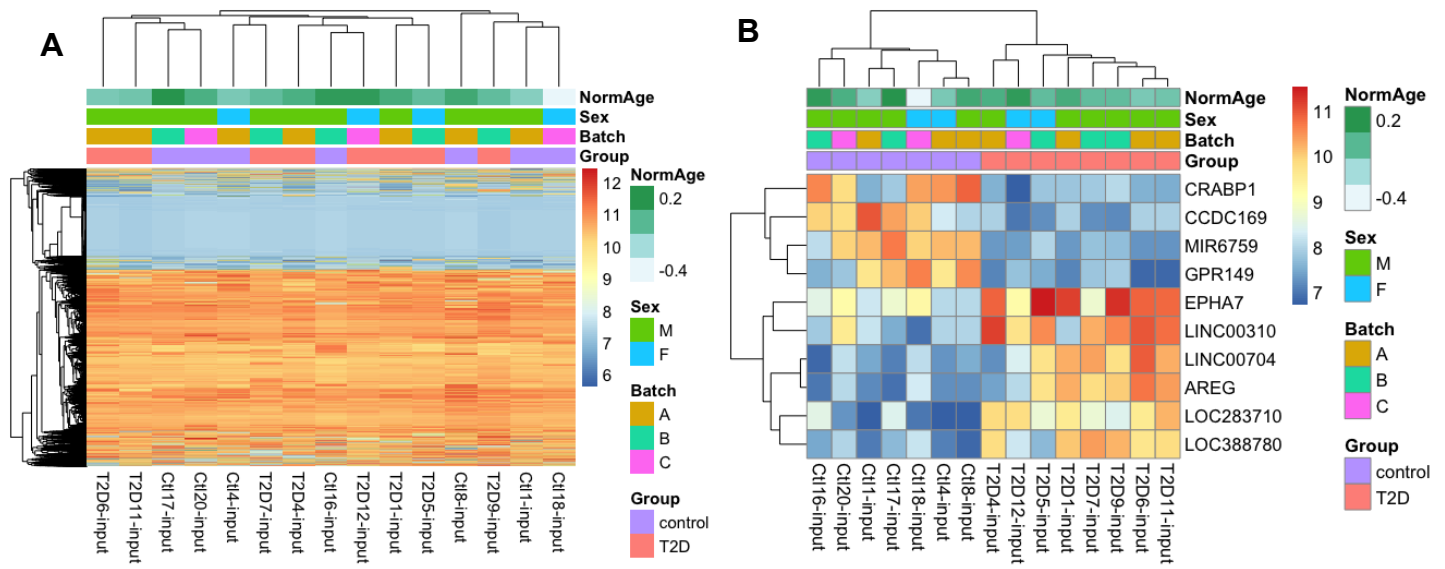 A
NormAge
Sex
Batch
Group
12
11
10
9
8
7
6
NormAge
0.2
-0.4
Sex
M
F
Batch
A
B
C
Group
control
T2D
T2D6-input
T2D11-input
Ctl17-input
Ctl20-input
Ctl4-input
T2D7-input
T2D4-input
Ctl16-input
T2D12-input
T2D1-input
T2D5-input
Ctl8-input
T2D9-input
Ctl1-input
Ctl18-input
B
NormAge
Sex
Batch
Group
CRABP1
CCDC169
MIR6759
GPR149
EPHA7
LINC00310
LINC00704
AREG
LOC283710
LOC388780
Ctl16-input
Ctl20-input
Ctl1-input
Ctl17-input
Ctl18-input
Ctl4-input
Ctl8-input
T2D4-input
T2D12-input
T2D5-input
T2D1-input
T2D7-input
T2D9-input
T2D6-input
T2D11-input
11
10
9
8
7
NormAge
0.2
-0.4
Sex
M
F
Batch
A
B
C
Group
control
T2D